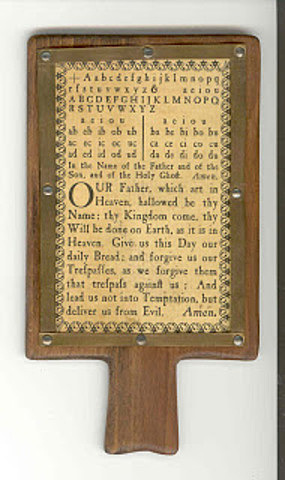 + A a b c d e f g h i j k l m n o p q
r ſ s t u v w x y z & a e i o u
A B C D E F G H I J K L M N O P Q
R S T U V W X Y Z
a e i o u | a e i o u
ab eb ib ob ub | ba be bi bo bu
ac ec ic oc uc | ca ce ci co cu
ad ed id od ud | da de di do du
In the Name of the Father and of the
Son, and of the Holy Ghoſt. Amen.
OUR Father, which art in
Heaven, hallowed be thy
Name; thy Kingdom come, thy
Will be done on Earth, as it is in
Heaven. Give us this Day our
daily Bread; and forgive us our
Treſpaſſes, as we forgive them
that treſpaſs againſt us: And
lead us not into Temptation, but
deliver us from Evil. Amen.